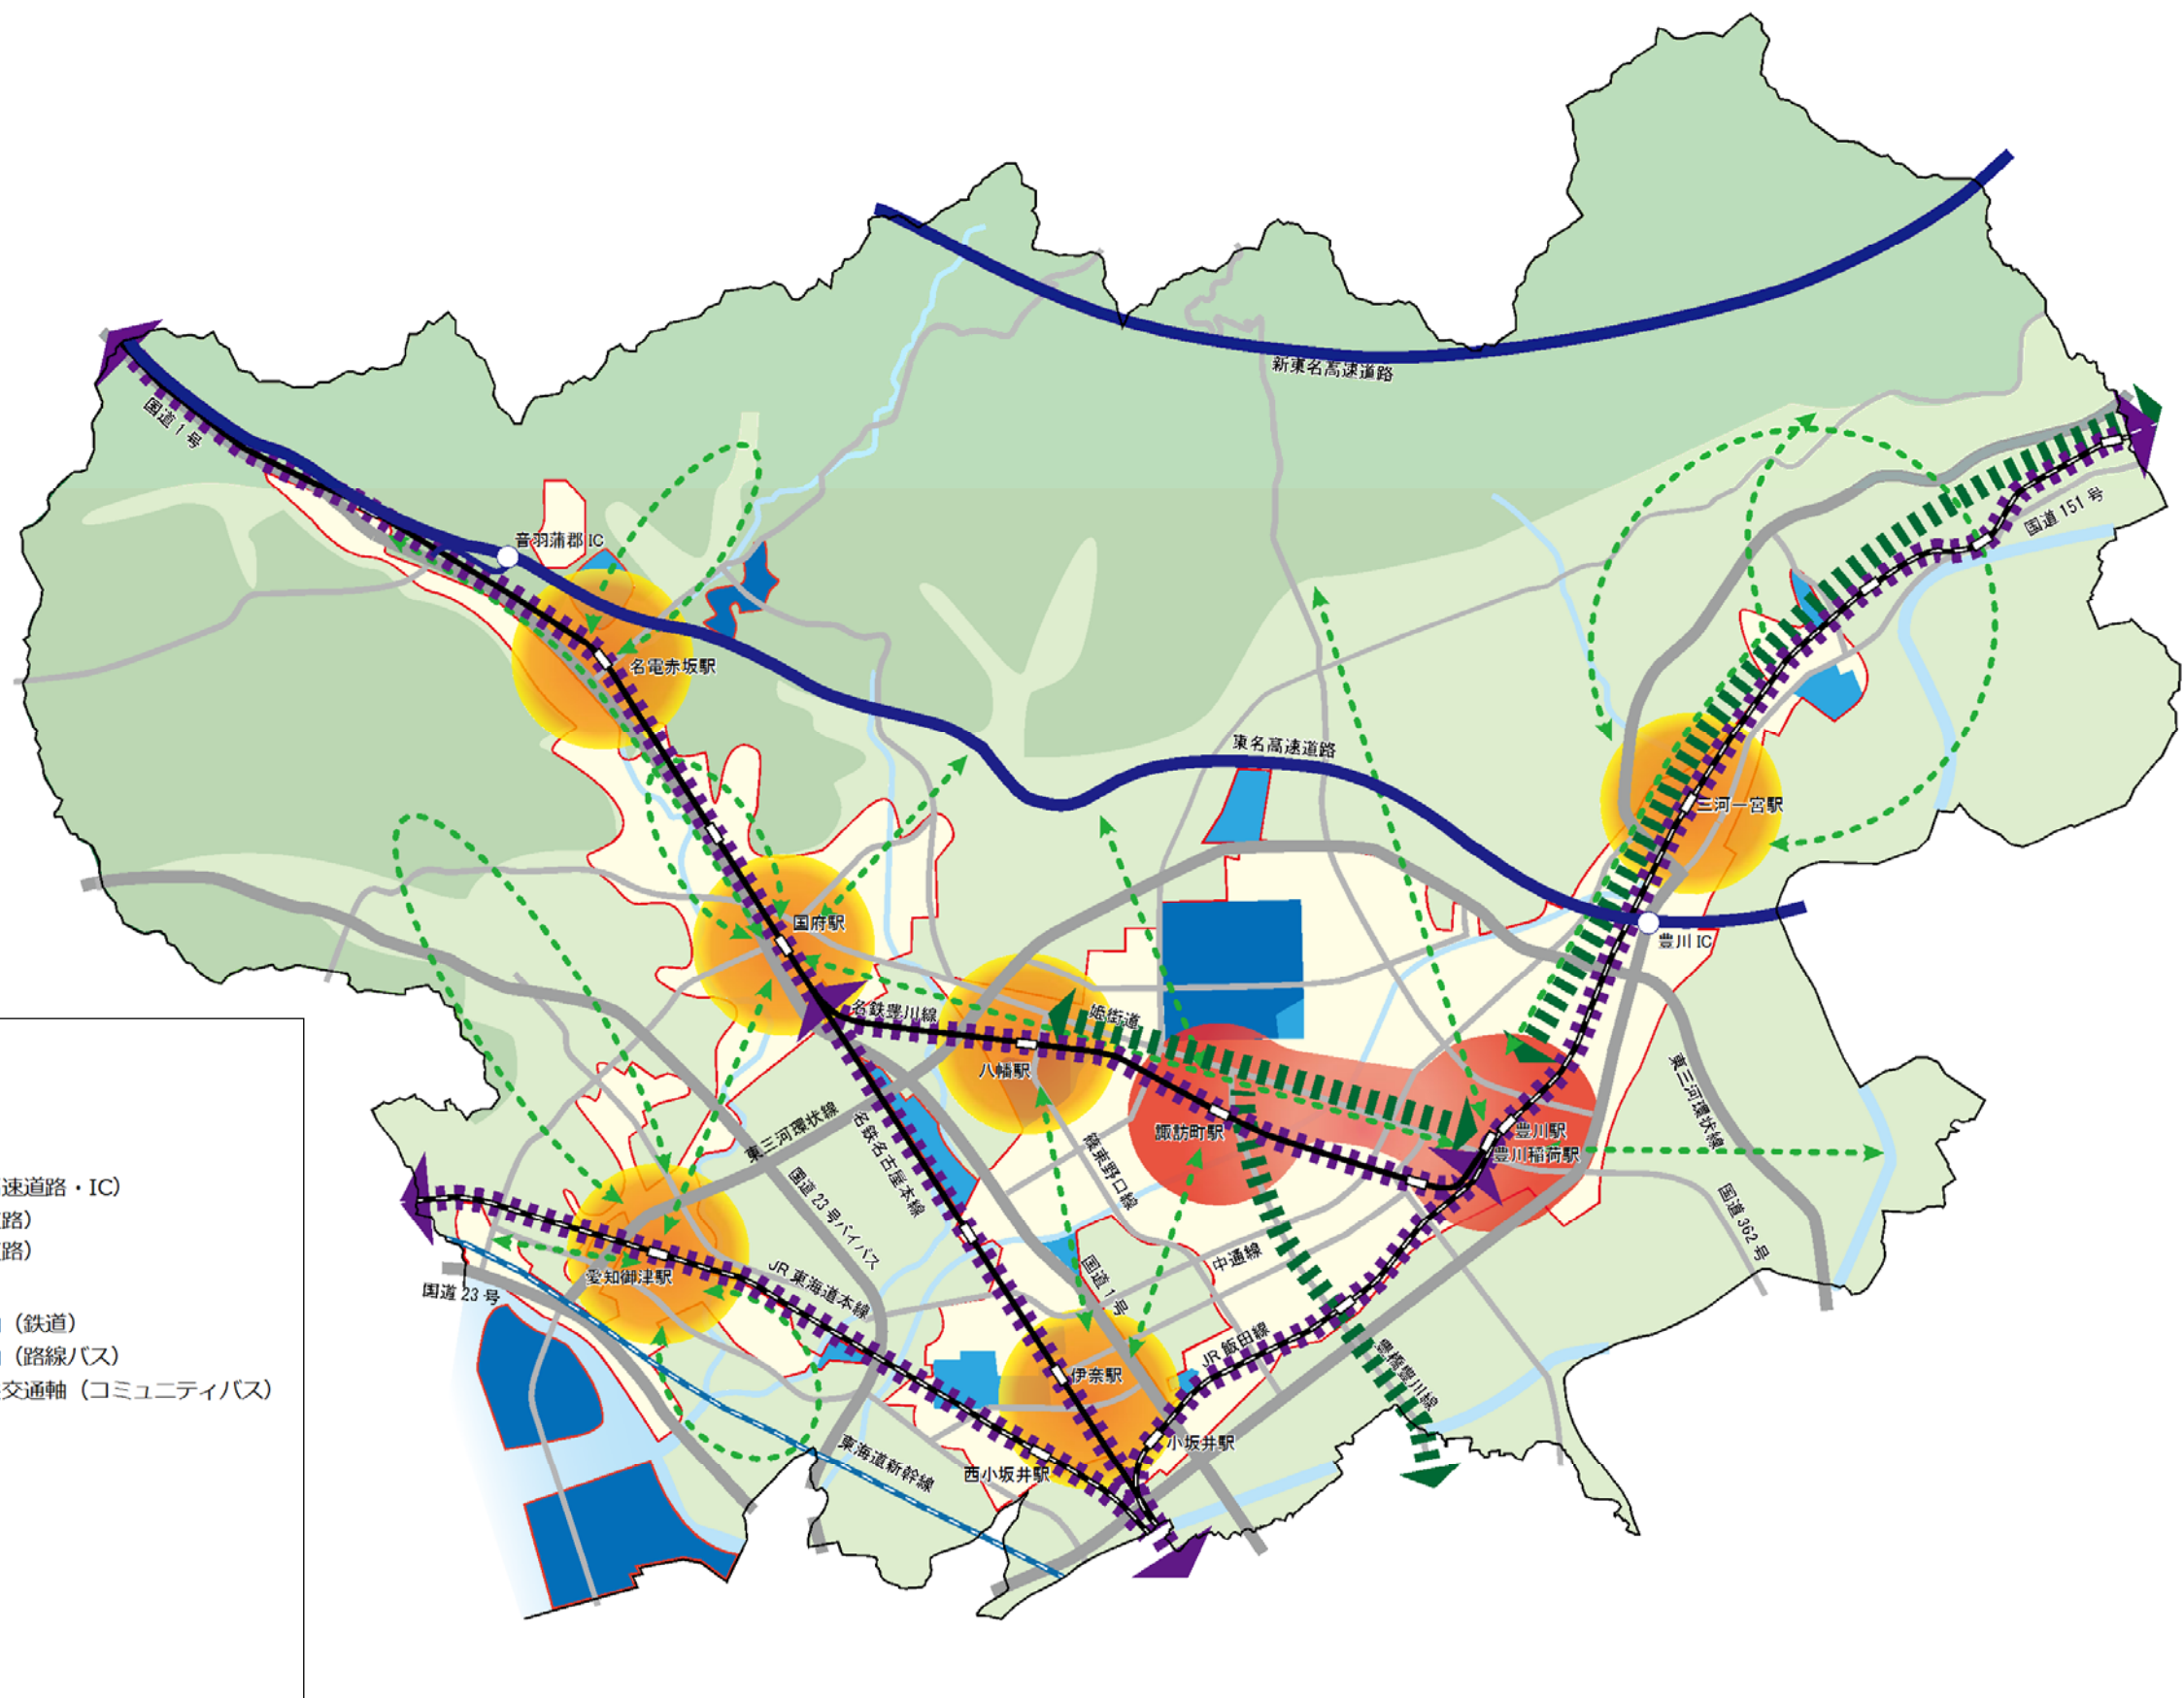 新東名高速道路
国道1号
国道151号
音羽蒲郡IC
名電赤坂駅
東名高速道路
三河一宮駅
国府駅
豊川IC
名鉄豊川線
姫街道
八幡駅
諏訪町駅
豊川駅
豊川稲荷駅
東三河環状線
東三河環状線
名鉄名古屋本線
国道23号バイパス
篠束野口線
国道362号
速道路・IC）
路）
路）
（鉄道）
（路線バス）
交通軸（コミュニティバス）
愛知御津駅
国道23号
JR東海道本線
中通線
国道1号
JR飯田線
豊橋豊川線
伊奈駅
小坂井駅
西小坂井駅
東海道新幹線